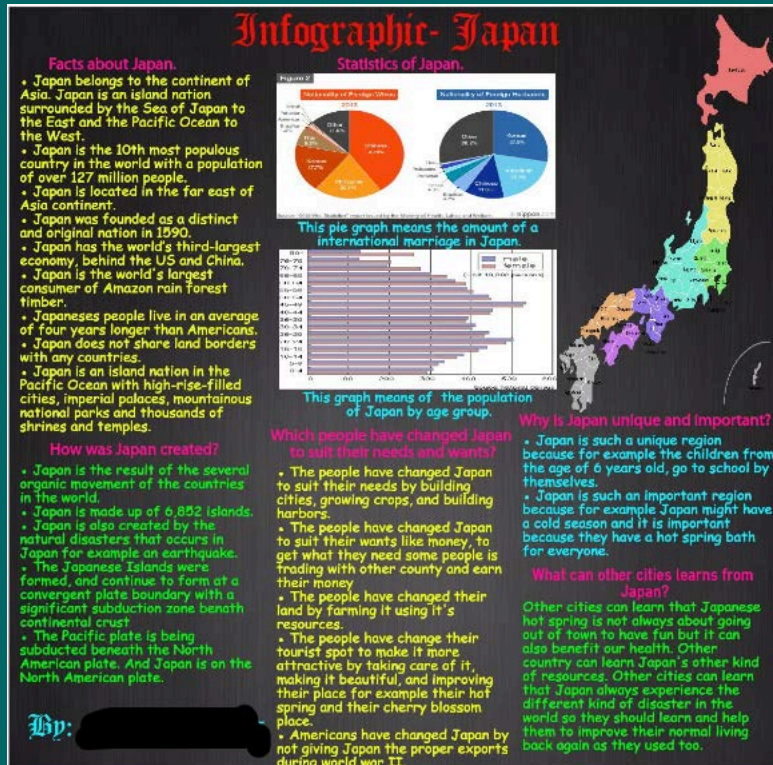 Infographic- Japan
Facts about Japan.
• Japan belongs to the continent of
Asia. Japan is an island nation
surrounded by the Sea of Japan to
the East and the Pacific Ocean to
the West.
• Japan is the 10th most populous
country in the world with a population
of over 127 million people.
• Japan is located in the far east of
Asia continent.
• Japan was founded as a distinct
and original nation in 1590.
• Japan has the world's third-largest
economy, behind the US and China.
• Japan is the world's largest
consumer of Amazon rain forest
timber.
• Japaneses people live in an average
of four years longer than Americans.
• Japan does not share land borders
with any countries.
• Japan is an island nation in the
Pacific Ocean with high-rise-filled
cities, imperial palaces, mountainous
national parks and thousands of
shrines and temples.
How was Japan created?
• Japan is the result of the several
organic movement of the countries
in the world.
• Japan is made up of 6,852 islands.
• Japan is also created by the
natural disasters that occurs in
Japan for example an earthquake.
• The Japanese Islands were
formed, and continue to form at a
convergent plate boundary with a
significant subduction zone benath
continental crust
• The Pacific plate is being
subducted beneath the North
American plate. And Japan is on the
North American plate.
By:
Statistics of Japan.
Figure 2
Nationality of Foreign Wives
2013
Nationality of Foreign Husbands
2013
Other
Chinese
Korean
Other
Korean
Chinese
nippon.com
This pie graph means the amount of a
international marriage in Japan.
male
female
This graph means of the population
of Japan by age group.
Which people have changed Japan
to suit their needs and wants?
• The people have changed Japan
to suit their needs by building
cities, growing crops, and building
harbors.
• The people have changed Japan
to suit their wants like money, to
get what they need some people is
trading with other county and earn
their money
• The people have changed their
land by farming it using it's
resources.
• The people have change their
tourist spot to make it more
attractive by taking care of it,
making it beautiful, and improving
their place for example their hot
spring and their cherry blossom
place.
• Americans have changed Japan by
not giving Japan the proper exports
during world war II
Why is Japan unique and important?
• Japan is such a unique region
because for example the children from
the age of 6 years old, go to school by
themselves.
• Japan is such an important region
because for example Japan might have
a cold season and it is important
because they have a hot spring bath
for everyone.
What can other cities learns from
Japan?
Other cities can learn that Japanese
hot spring is not always about going
out of town to have fun but it can
also benefit our health. Other
country can learn Japan's other kind
of resources. Other cities can learn
that Japan always experience the
different kind of disaster in the
world so they should learn and help
them to improve their normal living
back again as they used too.